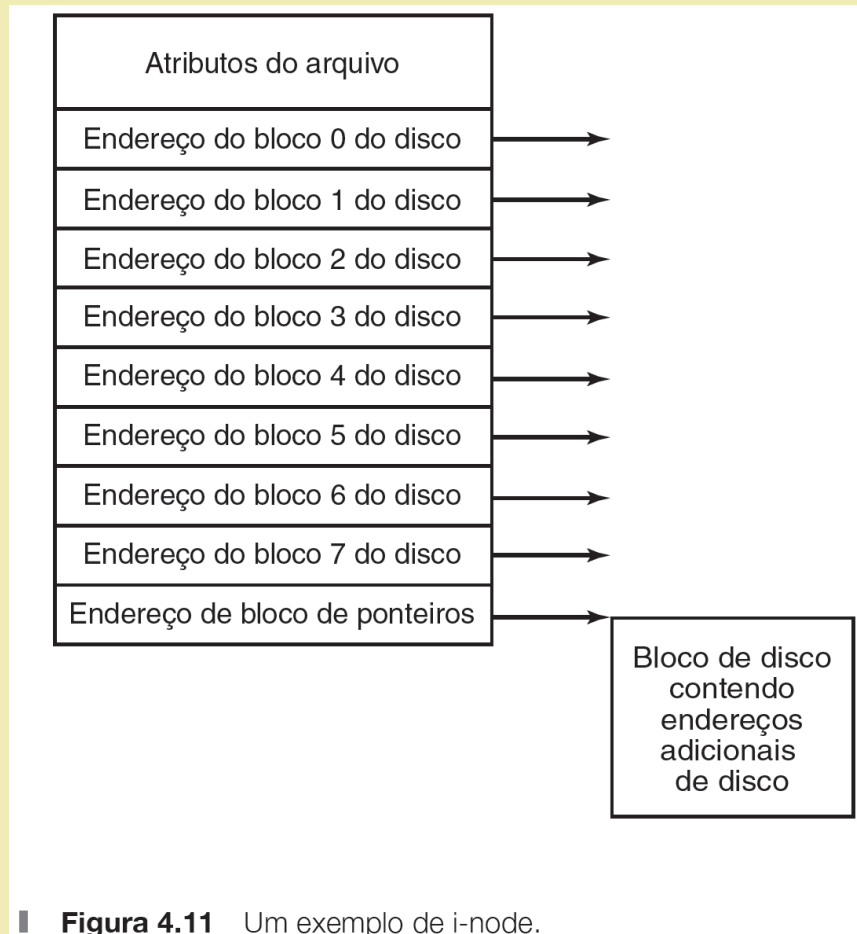 Atributos do arquivo
Endereço do bloco 0 do disco
Endereço do bloco 1 do disco
Endereço do bloco 2 do disco
Endereço do bloco 3 do disco
Endereço do bloco 4 do disco
Endereço do bloco 5 do disco
Endereço do bloco 6 do disco
Endereço do bloco 7 do disco
Endereço de bloco de ponteiros
Bloco de disco
contendo
endereços
adicionais
de disco
Figura 4.11 Um exemplo de i-node.